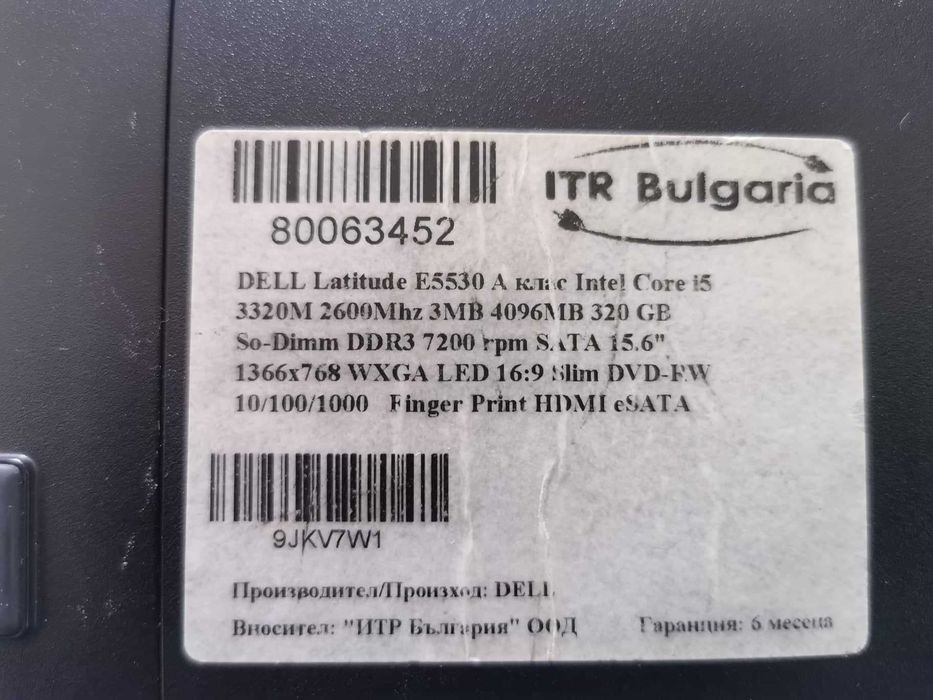 ITR Bulgaria
80063452
DELL Latitude E5530 А клас Intel Core i5
3320M 2600Mhz 3MB 4096MB 320 GB
So-Dimm DDR3 7200 rpm SATA 15.6"
1366x768 WXGA LED 16:9 Slim DVD-RW
10/100/1000 Finger Print HDMI eSATA
9JKV7W1
Производител/Произход: DELL
Вносител: "ИТР България" ООД Гаранция: 6 месеца